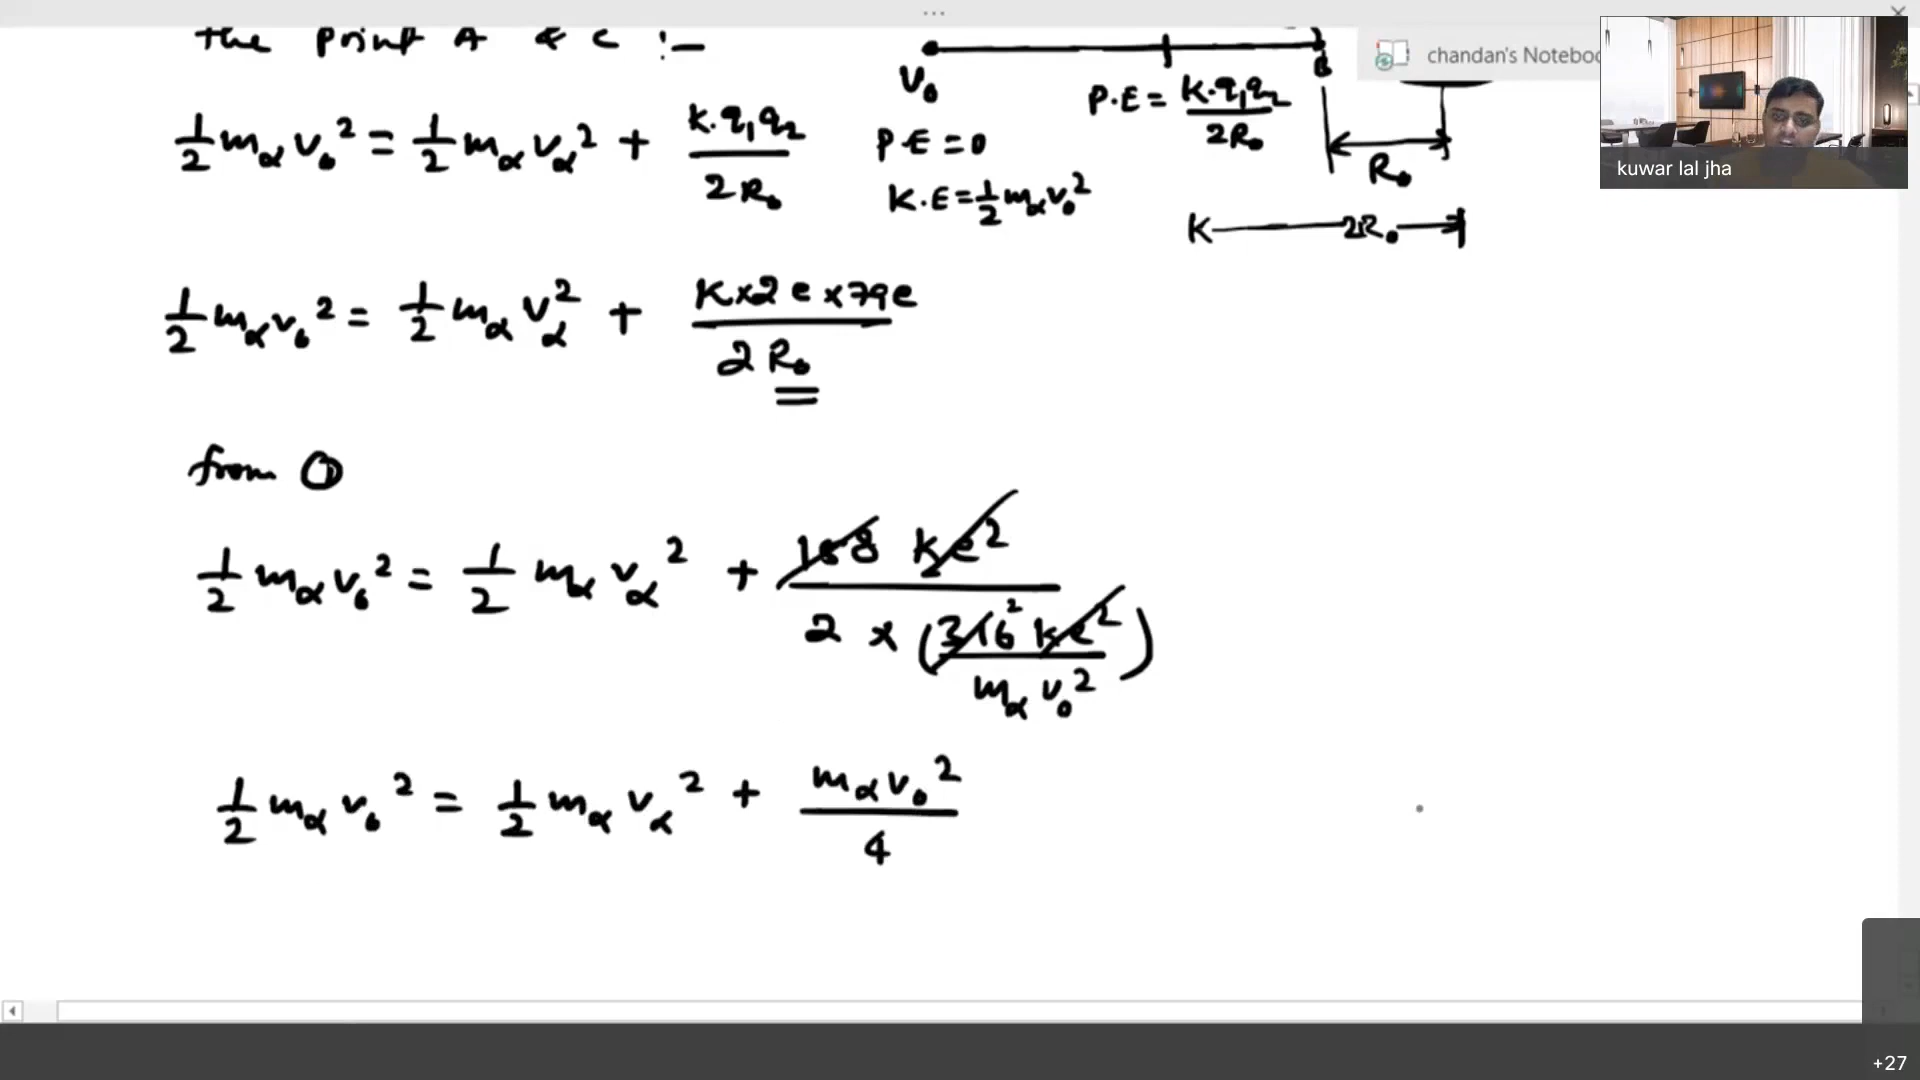 ...
the point A & C :-
V₀
P.E = K.q₁q₂ / 2R₀
P.E = 0
K.E = 1/2 mα v₀²
R₀
K 2R₀
chandan's Notebo
kuwar lal jha
1/2 mα v₀² = 1/2 mα vα² + K.q₁q₂ / 2R₀
1/2 mα v₀² = 1/2 mα vα² + K×2e×79e / 2R₀
from ①
1/2 mα v₀² = 1/2 mα vα² + 158 ke² / 2 × (316² ke² / mα v₀²)
1/2 mα v₀² = 1/2 mα vα² + mα v₀² / 4
+27